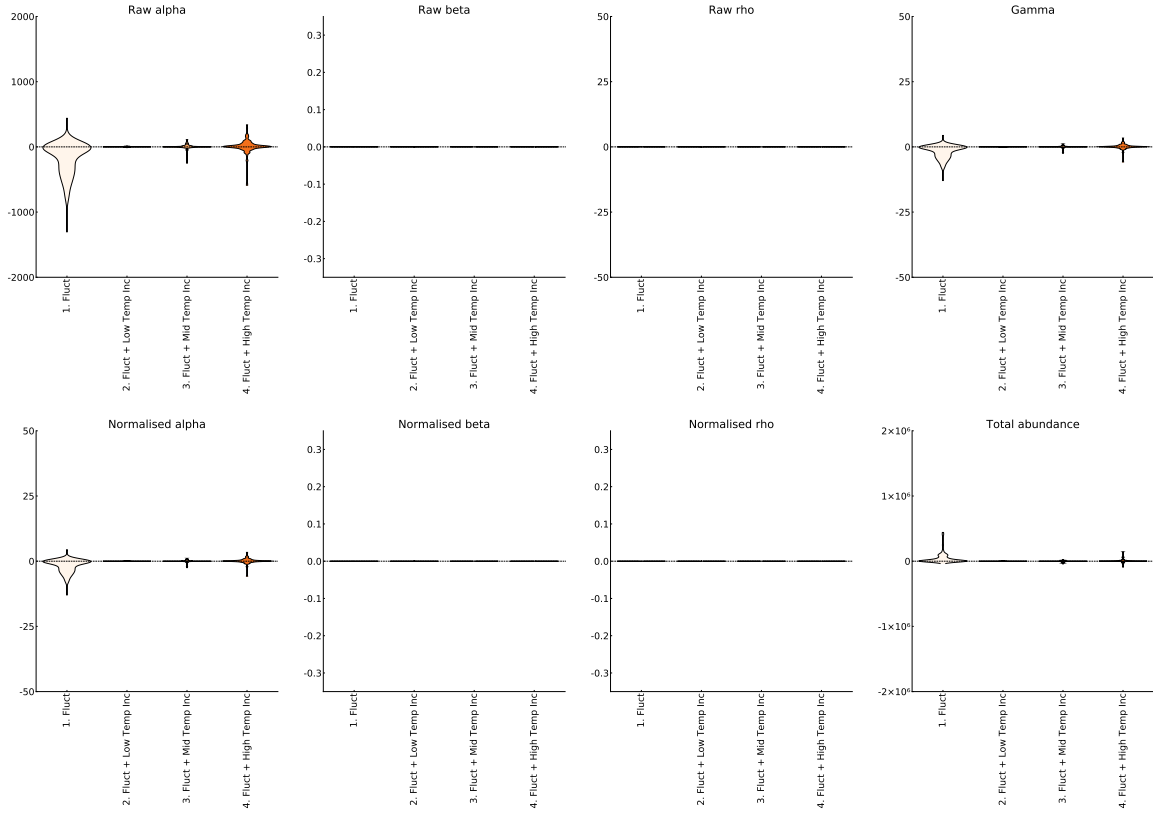 Raw alpha
2000
1000
0
-1000
-2000
1. Fluct
2. Fluct + Low Temp Inc
3. Fluct + Mid Temp Inc
4. Fluct + High Temp Inc
Raw beta
0.3
0.2
0.1
0.0
-0.1
-0.2
-0.3
1. Fluct
2. Fluct + Low Temp Inc
3. Fluct + Mid Temp Inc
4. Fluct + High Temp Inc
Raw rho
50
25
0
-25
-50
1. Fluct
2. Fluct + Low Temp Inc
3. Fluct + Mid Temp Inc
4. Fluct + High Temp Inc
Gamma
50
25
0
-25
-50
1. Fluct
2. Fluct + Low Temp Inc
3. Fluct + Mid Temp Inc
4. Fluct + High Temp Inc
Normalised alpha
50
25
0
-25
-50
1. Fluct
2. Fluct + Low Temp Inc
3. Fluct + Mid Temp Inc
4. Fluct + High Temp Inc
Normalised beta
0.3
0.2
0.1
0.0
-0.1
-0.2
-0.3
1. Fluct
2. Fluct + Low Temp Inc
3. Fluct + Mid Temp Inc
4. Fluct + High Temp Inc
Normalised rho
0.3
0.2
0.1
0.0
-0.1
-0.2
-0.3
1. Fluct
2. Fluct + Low Temp Inc
3. Fluct + Mid Temp Inc
4. Fluct + High Temp Inc
Total abundance
2×10⁶
1×10⁶
0
-1×10⁶
-2×10⁶
1. Fluct
2. Fluct + Low Temp Inc
3. Fluct + Mid Temp Inc
4. Fluct + High Temp Inc